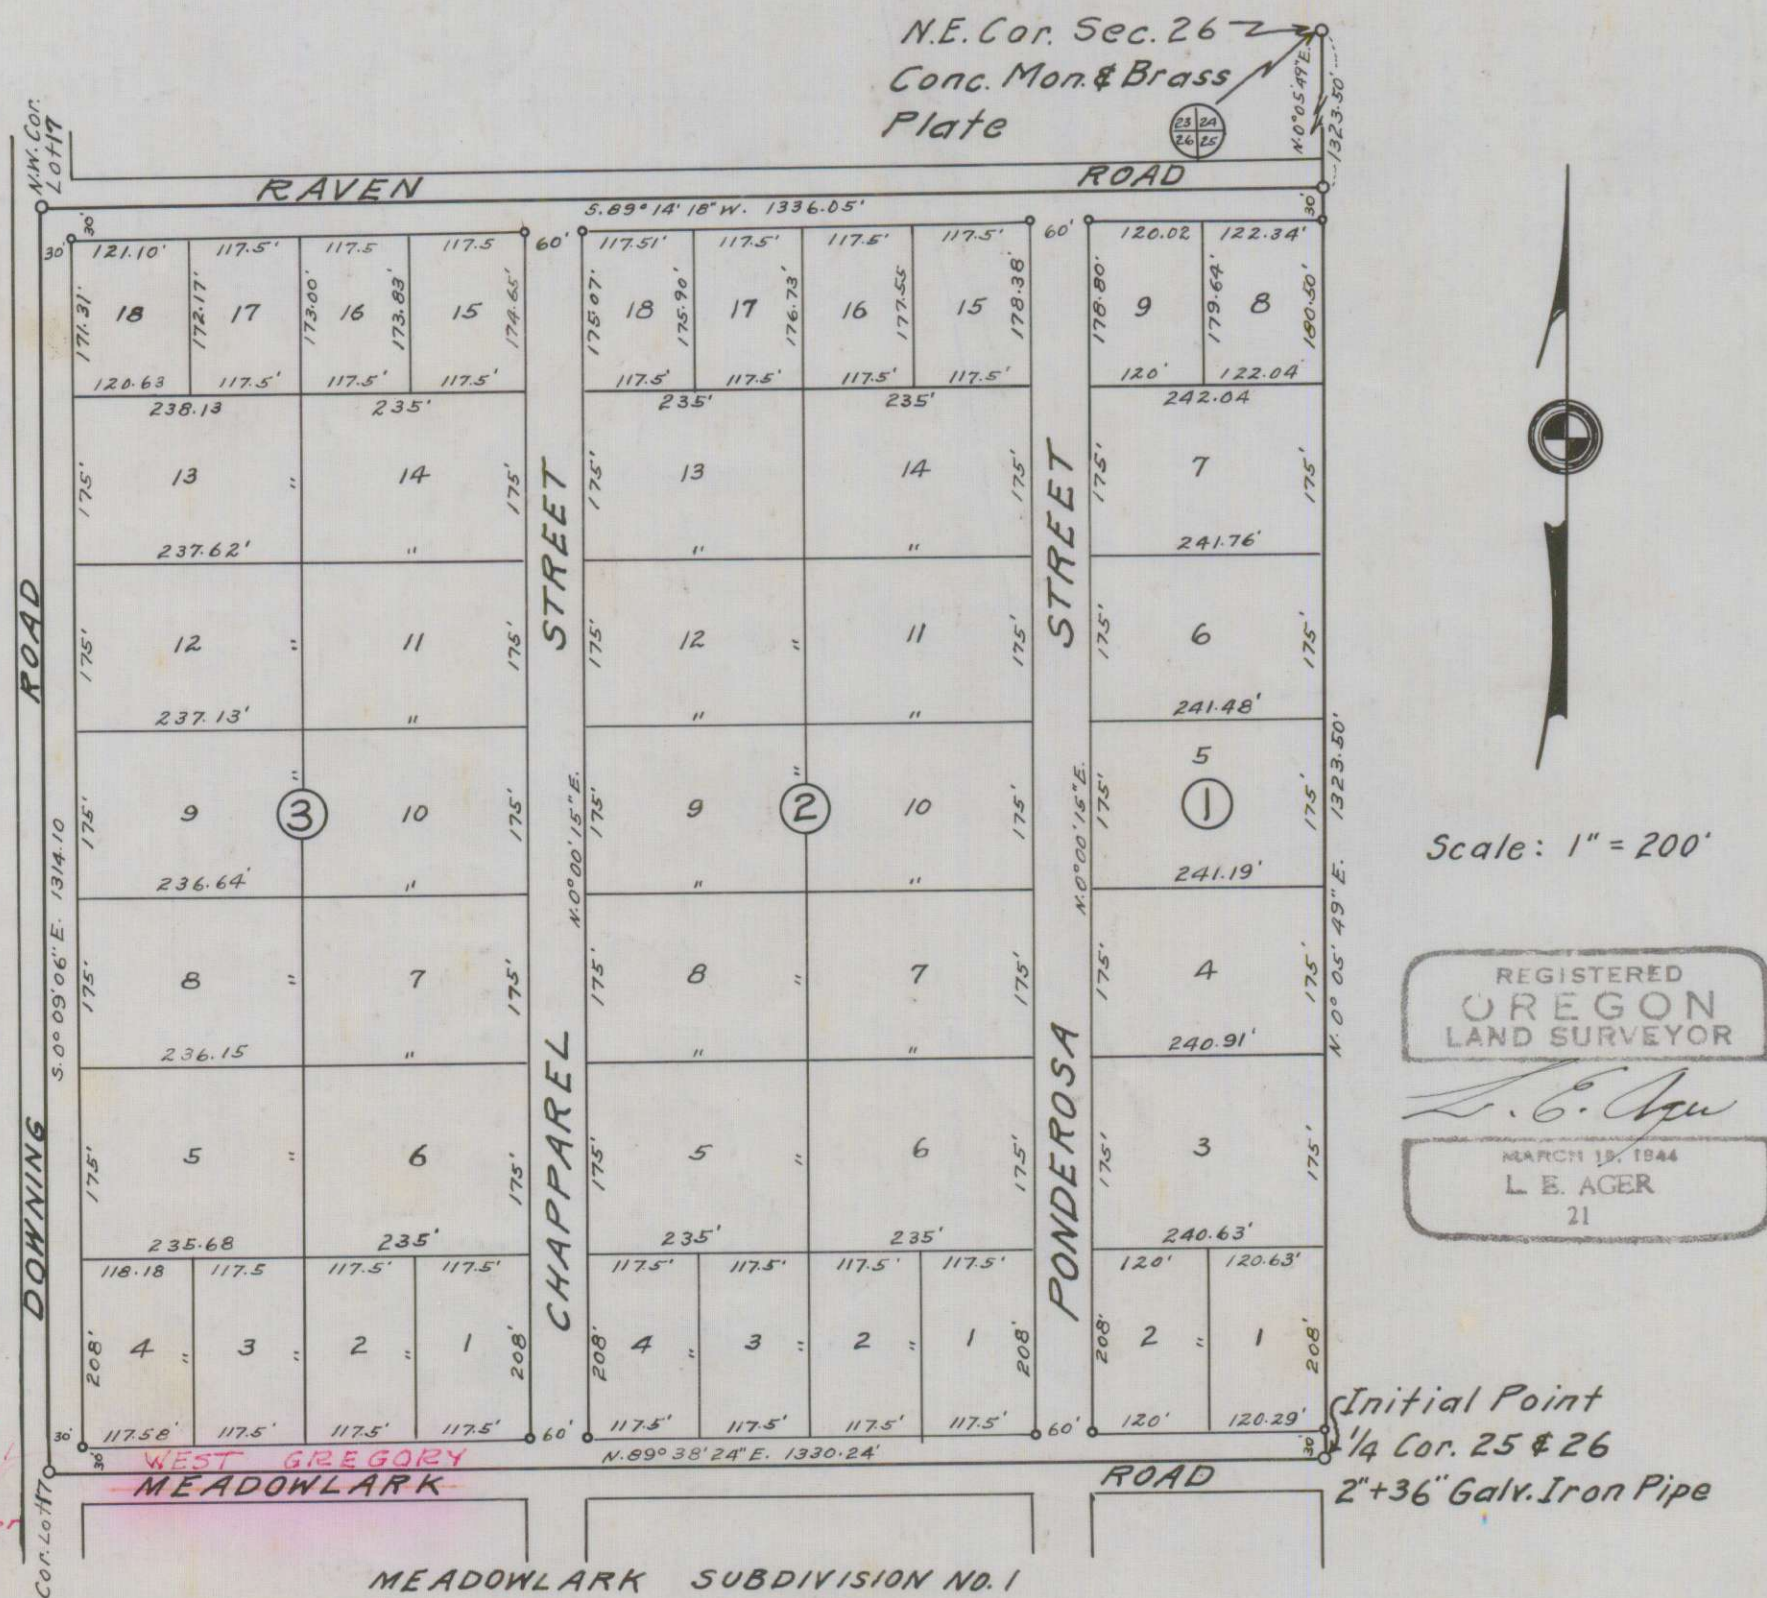 N.E. Cor. Sec. 26
Conc. Mon. & Brass
Plate
23 24
26 25
N.0°05'49"E.
1323.50'
N.W. Cor.
Lot 17
RAVEN ROAD
S.89°14'18"W. 1336.05'
30' 30' 60' 60' 30'
121.10' 117.5' 117.5 117.5 117.51' 117.5' 117.5' 117.5' 120.02 122.34'
171.31' 18 172.17' 17 173.00' 16 173.83' 15 174.65' 175.07' 18 175.90' 17 176.73' 16 177.55 15 178.38' 178.80' 9 179.64' 8 180.50'
120.63 117.5' 117.5' 117.5' 117.5' 117.5' 117.5' 117.5' 120' 122.04
238.13 235' 235' 235' 242.04
175' 13 " 14 175' 175' 13 14 175' 175' 7 175'
237.62' " " " 241.76'
175' 12 " 11 175' 175' 12 " 11 175' 175' 6 175'
237.13' " " " 241.48'
" " 5
175' 9 3 10 175' 175' 9 2 10 175' 175' 1 175'
236.64' " " " 241.19'
175' 8 " 7 175' 175' 8 " 7 175' 175' 4 175'
236.15 " " " 240.91'
175' 5 " 6 175' 175' 5 " 6 175' 175' 3 175'
235.68 235' 235' 235' 240.63'
118.18 117.5 117.5' 117.5' 117.5' 117.5' 117.5' 117.5' 120' 120.63'
208' 4 " 3 " 2 " 1 208' 208' 4 " 3 " 2 " 1 208' 208' 2 " 1 208'
117.58' 117.5' 117.5' 117.5' 117.5' 117.5' 117.5' 117.5' 120' 120.29'
30' 30' 60' 60' 30'
DOWNING ROAD
S.0°09'06"E. 1314.10
CHAPPAREL STREET
N.0°00'15"E.
PONDEROSA STREET
N.0°00'15"E.
N.0°05'49"E. 1323.50'
WEST GREGORY
N.89°38'24"E. 1330.24'
MEADOWLARK ROAD
Cor. Lot 17
MEADOWLARK SUBDIVISION NO. 1
Initial Point
1/4 Cor. 25 & 26
2"+36" Galv. Iron Pipe
Scale: 1" = 200'
REGISTERED
OREGON
LAND SURVEYOR
L. E. Ager
L. E. AGER
21